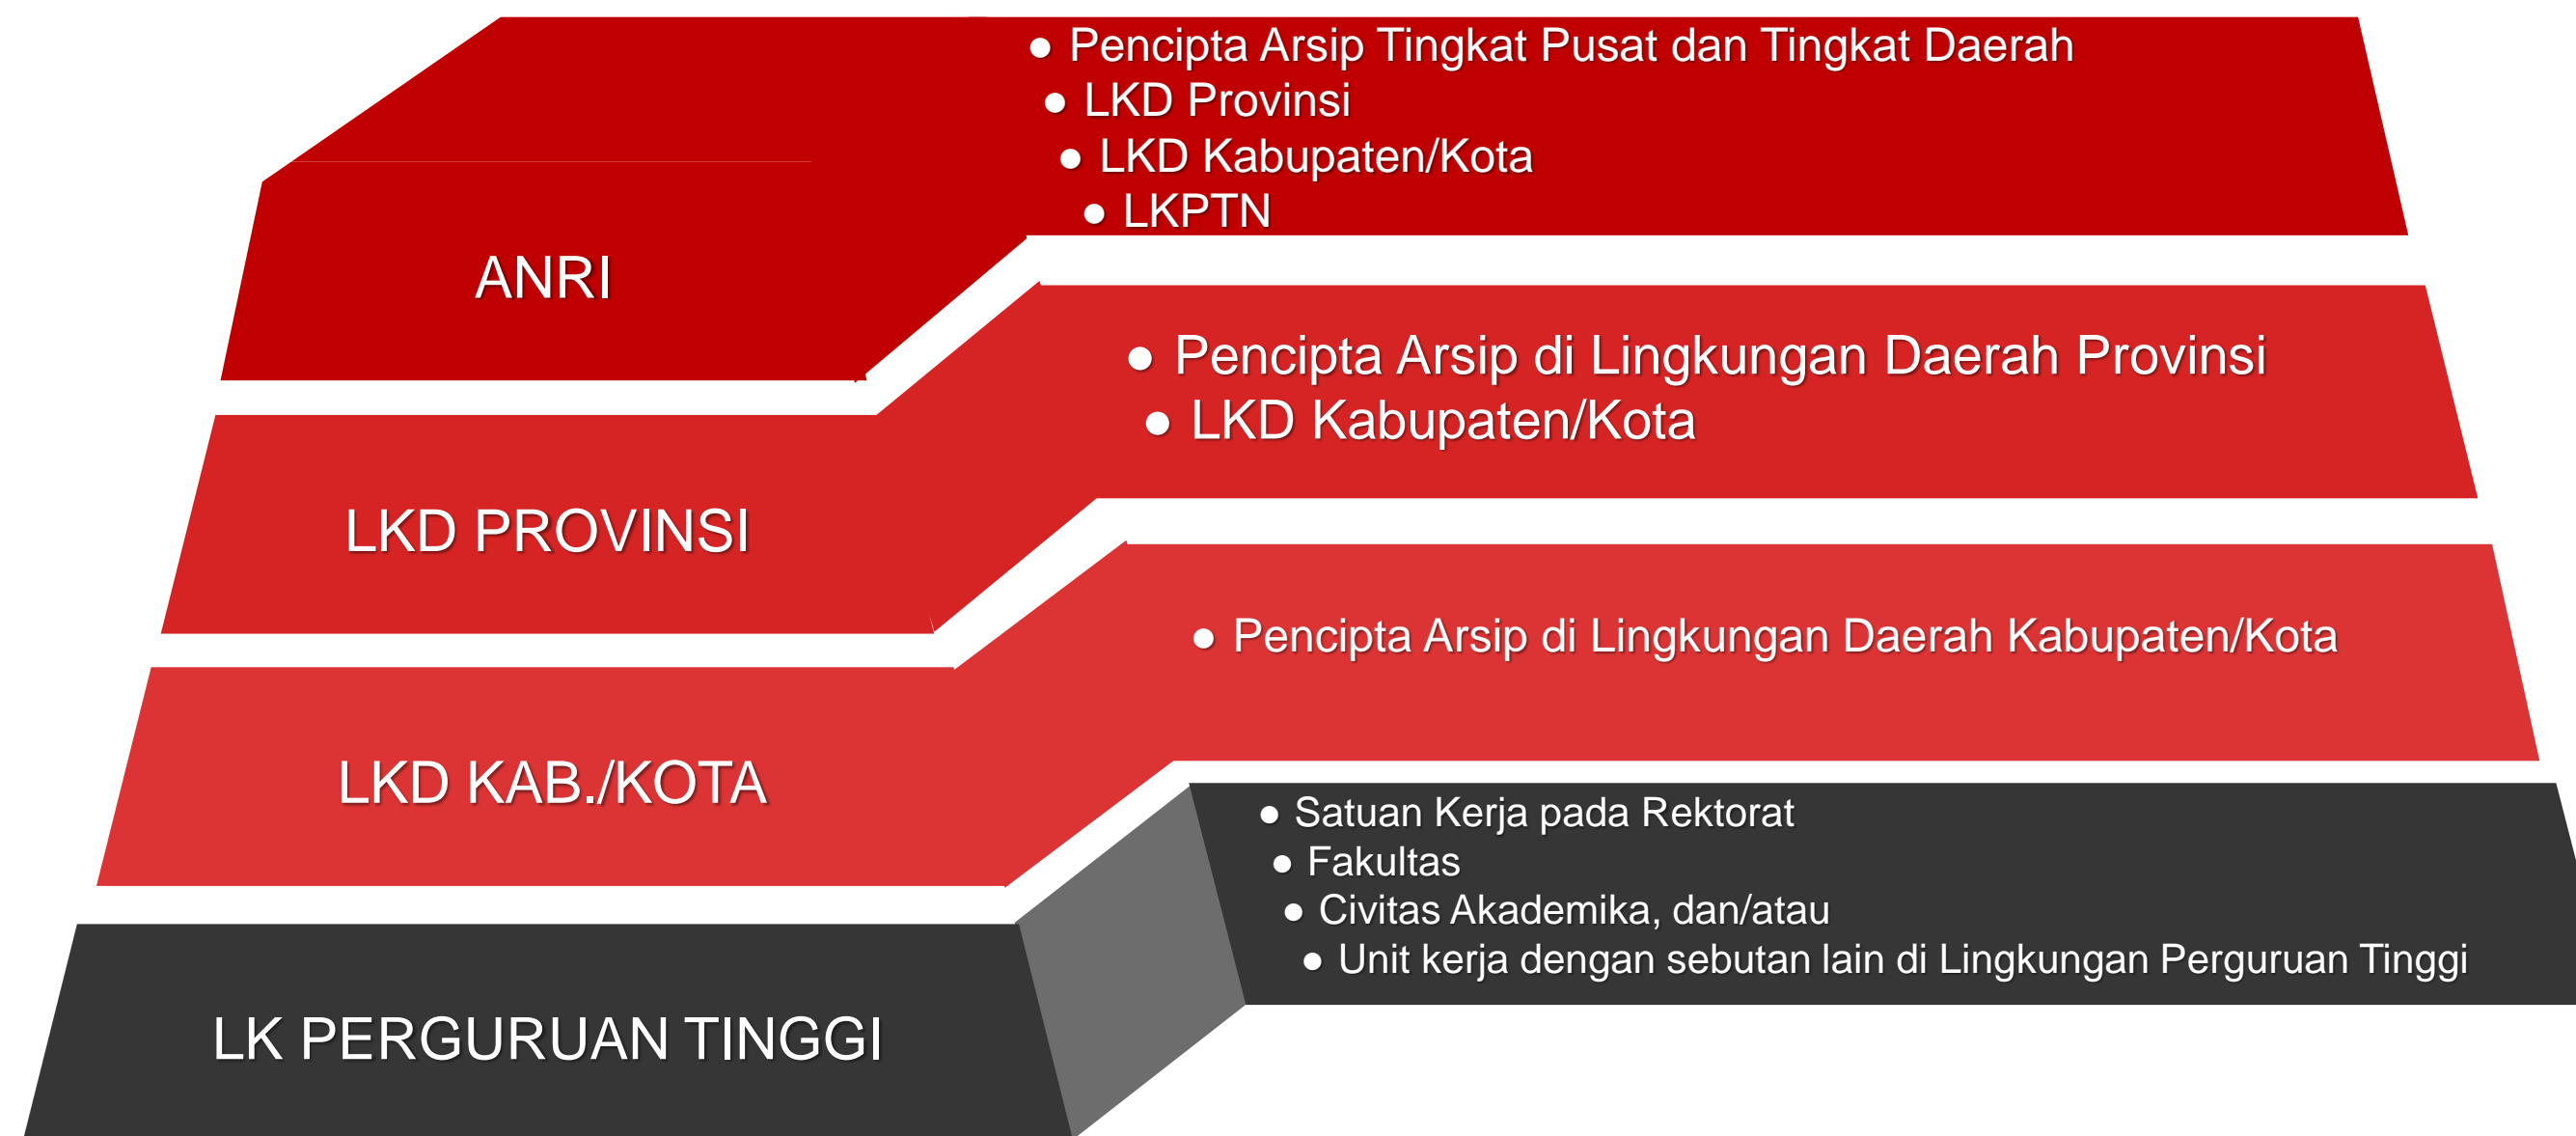 ANRI
● Pencipta Arsip Tingkat Pusat dan Tingkat Daerah
● LKD Provinsi
● LKD Kabupaten/Kota
● LKPTN
LKD PROVINSI
● Pencipta Arsip di Lingkungan Daerah Provinsi
● LKD Kabupaten/Kota
LKD KAB./KOTA
● Pencipta Arsip di Lingkungan Daerah Kabupaten/Kota
LK PERGURUAN TINGGI
● Satuan Kerja pada Rektorat
● Fakultas
● Civitas Akademika, dan/atau
● Unit kerja dengan sebutan lain di Lingkungan Perguruan Tinggi